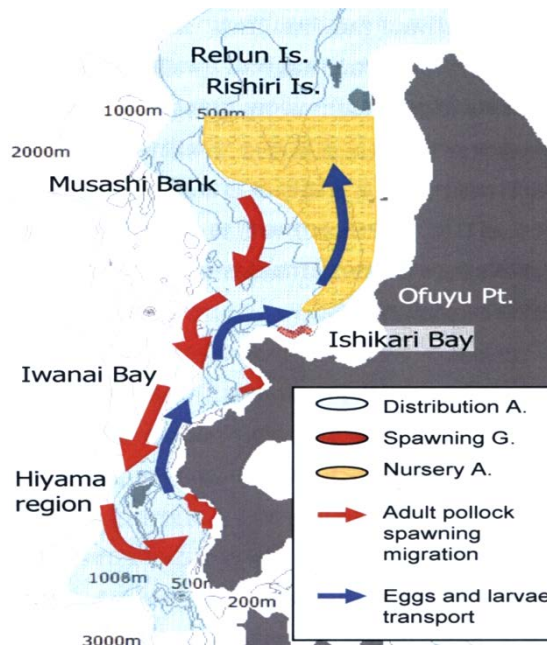 Rebun Is.
Rishiri Is.
1000m
500m
2000m
Musashi Bank
Ofuyu Pt.
Ishikari Bay
Iwanai Bay
Hiyama
region
1000m
500m
200m
3000m
Distribution A.
Spawning G.
Nursery A.
Adult pollock
spawning
migration
Eggs and larvae
transport